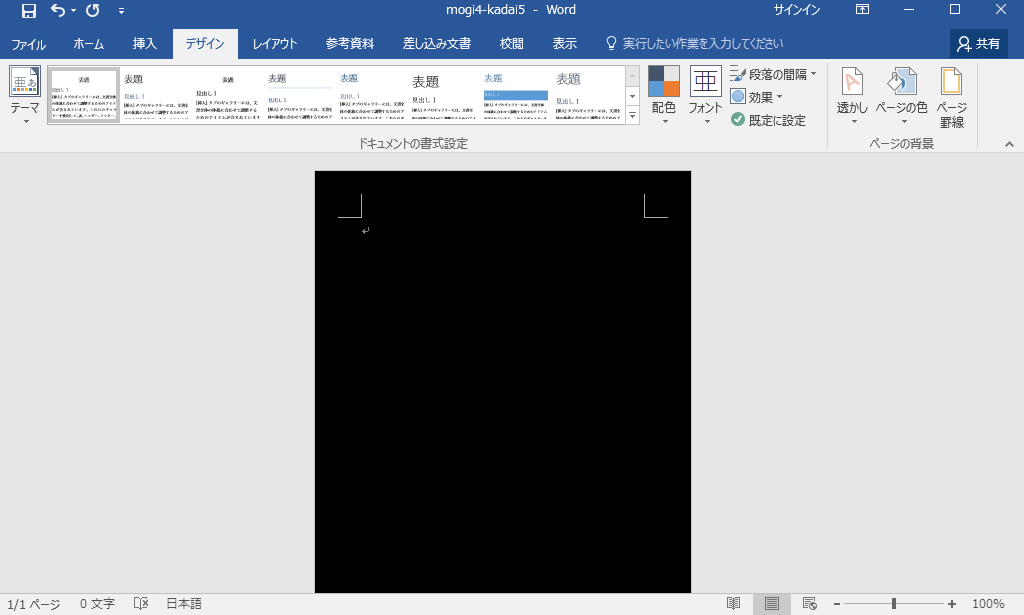 mogi4-kadai5 - Word
サインイン
ファイル ホーム 挿入 デザイン レイアウト 参考資料 差し込み文書 校閲 表示 実行したい作業を入力してください 共有
亜あ
テーマ
表題 表題 表題 表題 表題 表題 表題 表題
見出し 1 見出し 1 見出し 1 見出し 1 見出し 1 見出し 1 見出し 1 見出し 1
配色
亜
フォント
段落の間隔
効果
既定に設定
透かし
ページの色
ページ
罫線
ドキュメントの書式設定
ページの背景
1/1 ページ 0 文字 日本語
100%